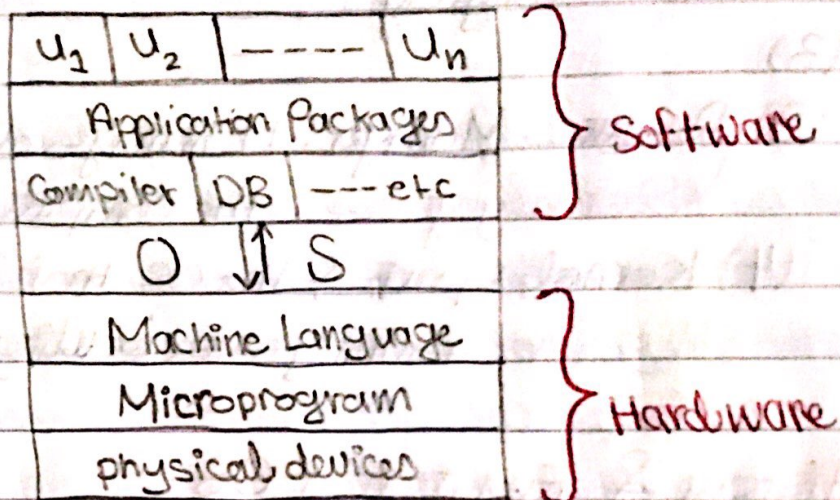 U1 U2 ---- Un
Application Packages
Software
Compiler DB --- etc
O S
Machine Language
Microprogram
Hardware
physical devices